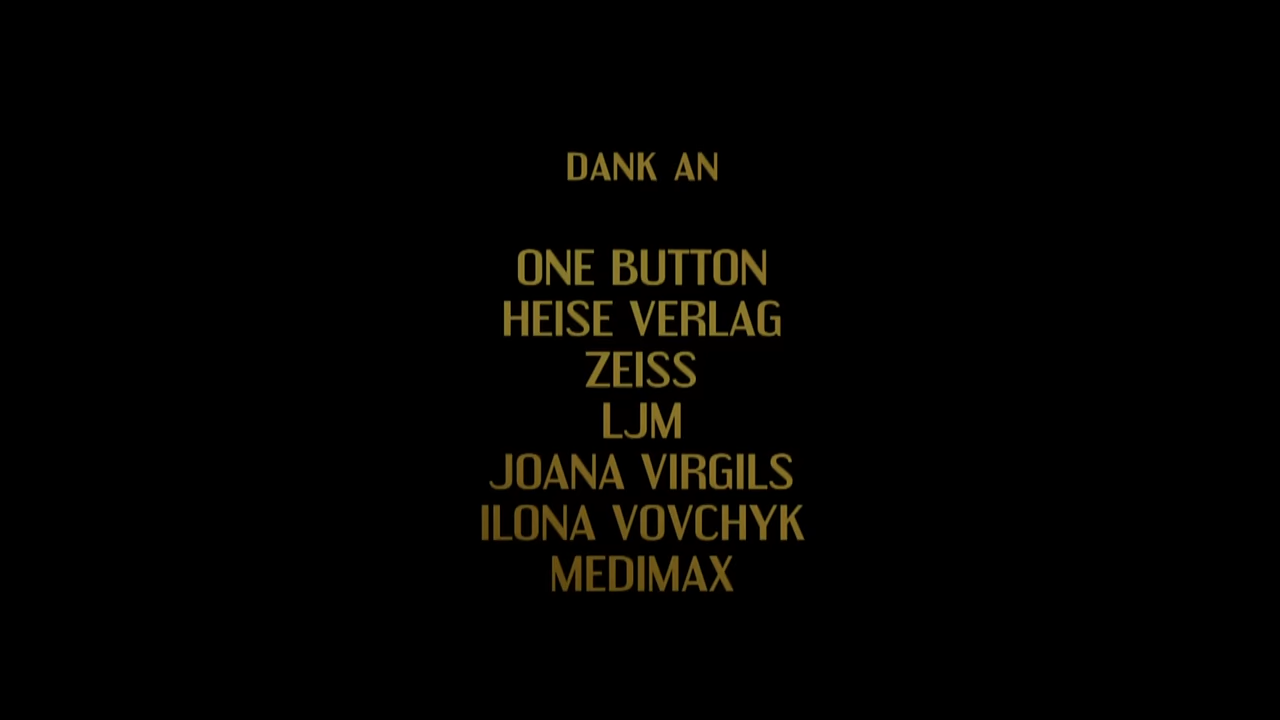 DANK AN
ONE BUTTON
HEISE VERLAG
ZEISS
LJM
JOANA VIRGILS
ILONA VOVCHYK
MEDIMAX